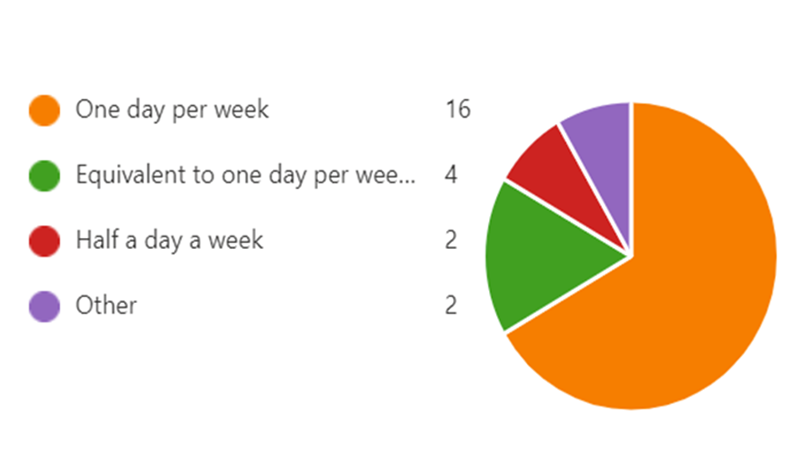 One day per week 16
Equivalent to one day per wee... 4
Half a day a week 2
Other 2